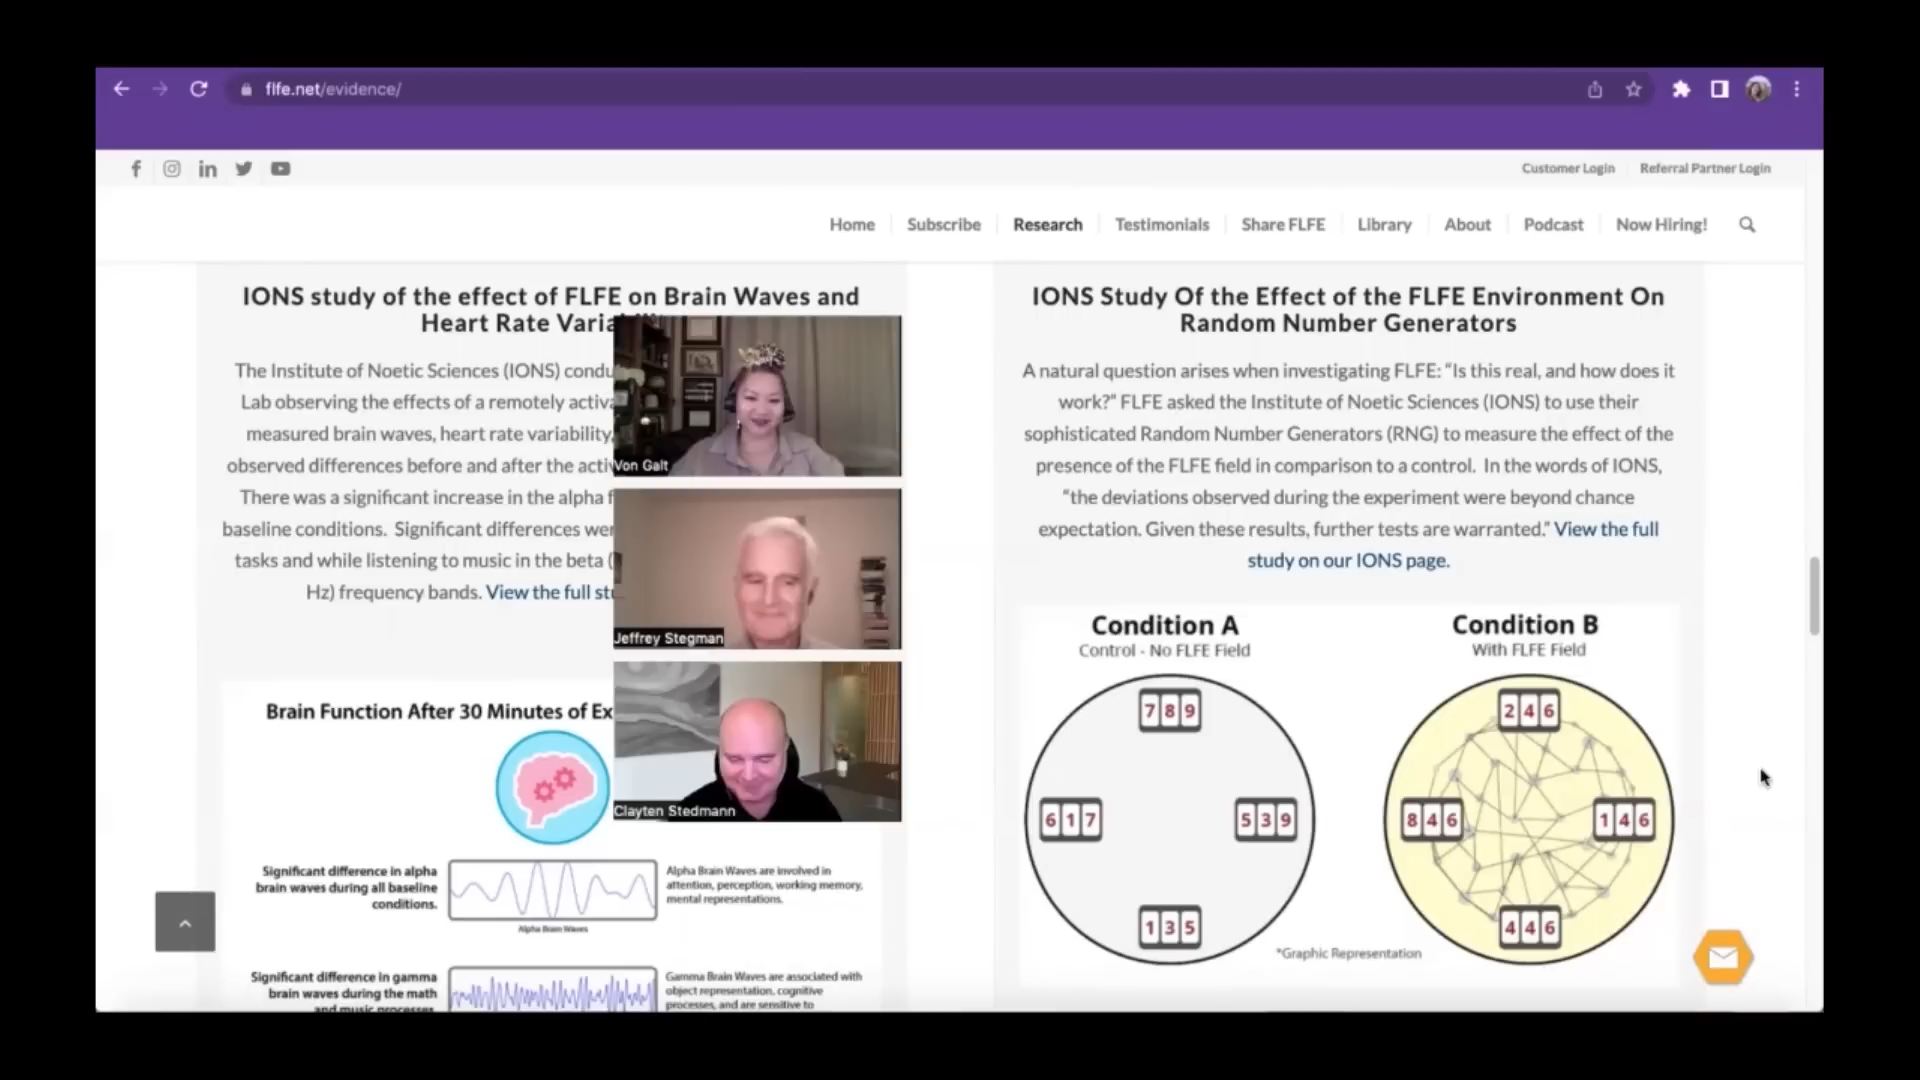 flfe.net/evidence/
Customer Login
Referral Partner Login
Home
Subscribe
Research
Testimonials
Share FLFE
Library
About
Podcast
Now Hiring!
IONS study of the effect of FLFE on Brain Waves and
Heart Rate
The Institute of Noetic Sciences (IONS)
Lab observing the effects of a remotely
measured brain waves, heart rate variability,
observed differences before and after the
There was a significant increase in the alpha
baseline conditions. Significant differences
tasks and while listening to music in the beta (
Hz) frequency bands. View the full
Von Galt
Jeffrey Stegman
Clayten Stedmann
Brain Function After 30 Minutes of
Significant difference in alpha
brain waves during all baseline
conditions.
Alpha Brain Waves
Alpha Brain Waves are involved in
attention, perception, working memory,
mental representations.
Significant difference in gamma
brain waves during the math
and music processes.
Gamma Brain Waves are associated with
object representation, cognitive
processes, and are sensitive to
IONS Study Of the Effect of the FLFE Environment On
Random Number Generators
A natural question arises when investigating FLFE: “Is this real, and how does it
work?” FLFE asked the Institute of Noetic Sciences (IONS) to use their
sophisticated Random Number Generators (RNG) to measure the effect of the
presence of the FLFE field in comparison to a control. In the words of IONS,
“the deviations observed during the experiment were beyond chance
expectation. Given these results, further tests are warranted.” View the full
study on our IONS page.
Condition A
Control - No FLFE Field
789
617
539
135
Condition B
With FLFE Field
246
846
146
446
*Graphic Representation